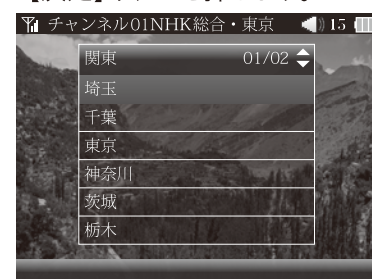 チャンネル01NHK総合・東京 15
関東 01/02
埼玉
千葉
東京
神奈川
茨城
栃木